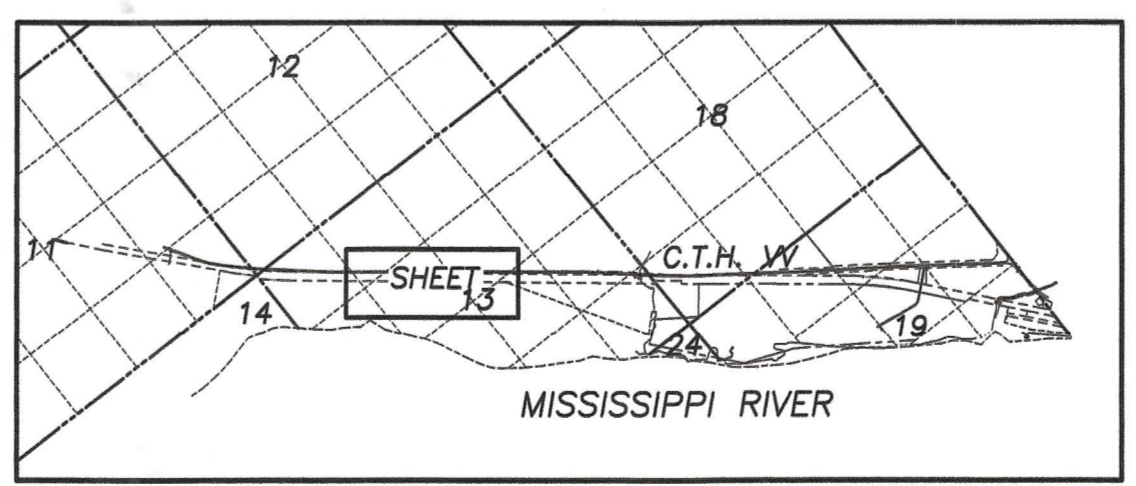 12
18
11
C.T.H. VV
SHEET
13
14
19
24
MISSISSIPPI RIVER